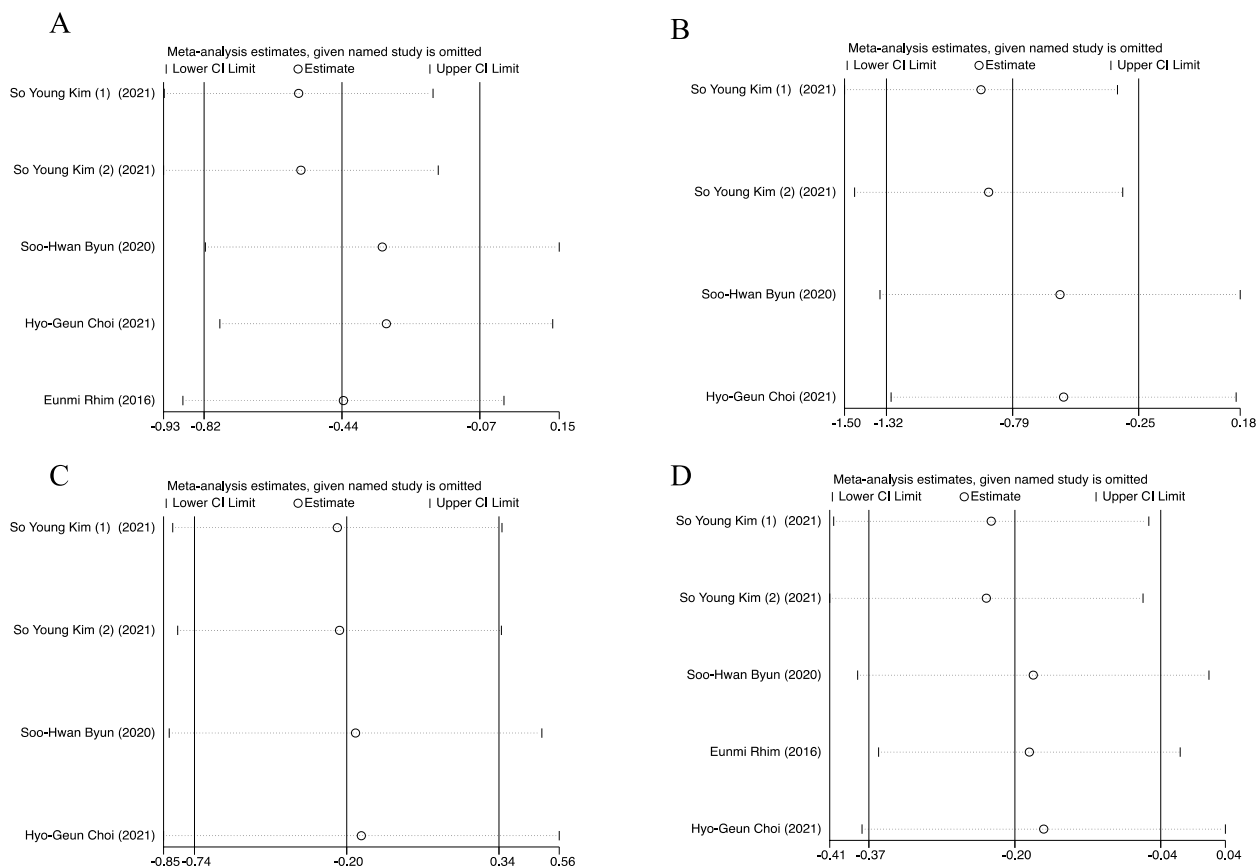 A
Meta-analysis estimates, given named study is omitted
Lower CI Limit Estimate Upper CI Limit
So Young Kim (1) (2021)
So Young Kim (2) (2021)
Soo-Hwan Byun (2020)
Hyo-Geun Choi (2021)
Eunmi Rhim (2016)
-0.93 -0.82 -0.44 -0.07 0.15
B
Meta-analysis estimates, given named study is omitted
Lower CI Limit Estimate Upper CI Limit
So Young Kim (1) (2021)
So Young Kim (2) (2021)
Soo-Hwan Byun (2020)
Hyo-Geun Choi (2021)
-1.50 -1.32 -0.79 -0.25 0.18
C
Meta-analysis estimates, given named study is omitted
Lower CI Limit Estimate Upper CI Limit
So Young Kim (1) (2021)
So Young Kim (2) (2021)
Soo-Hwan Byun (2020)
Hyo-Geun Choi (2021)
-0.85 -0.74 -0.20 0.34 0.56
D
Meta-analysis estimates, given named study is omitted
Lower CI Limit Estimate Upper CI Limit
So Young Kim (1) (2021)
So Young Kim (2) (2021)
Soo-Hwan Byun (2020)
Eunmi Rhim (2016)
Hyo-Geun Choi (2021)
-0.41 -0.37 -0.20 -0.04 0.04